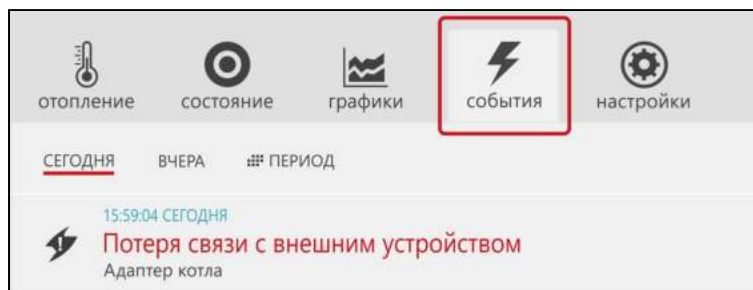 отопление состояние графики события настройки
СЕГОДНЯ ВЧЕРА ПЕРИОД
15:59:04 СЕГОДНЯ
Потеря связи с внешним устройством
Адаптер котла